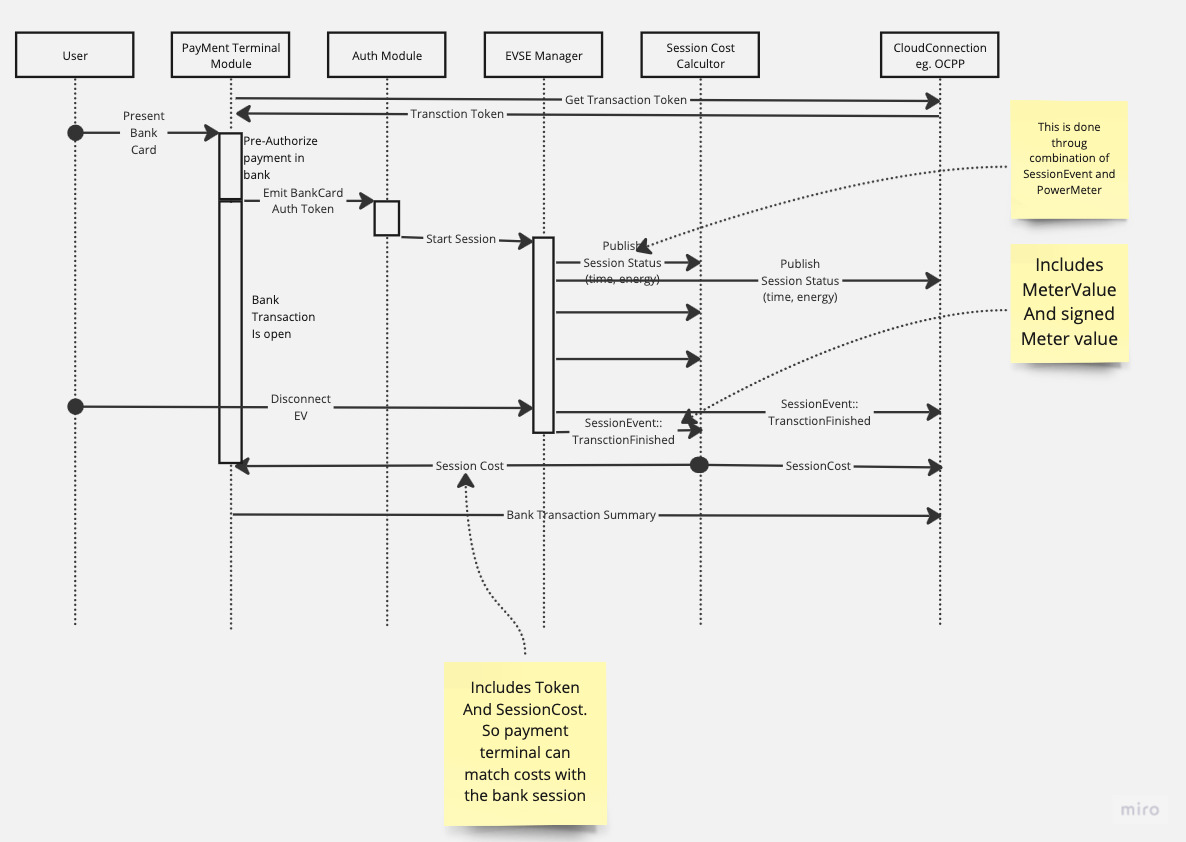 User
PayMent Terminal
Module
Auth Module
EVSE Manager
Session Cost
Calcultor
CloudConnection
eg. OCPP
Get Transaction Token
Transction Token
Present
Bank
Card
Pre-Authorize
payment in
bank
Emit BankCard
Auth Token
Start Session
Publish
Session Status
(time, energy)
Publish
Session Status
(time, energy)
This is done
throug
combination of
SessionEvent and
PowerMeter
Includes
MeterValue
And signed
Meter value
Bank
Transaction
Is open
Disconnect
EV
SessionEvent::
TransctionFinished
SessionEvent::
TransctionFinished
Session Cost
SessionCost
Bank Transaction Summary
Includes Token
And SessionCost.
So payment
terminal can
match costs with
the bank session
miro